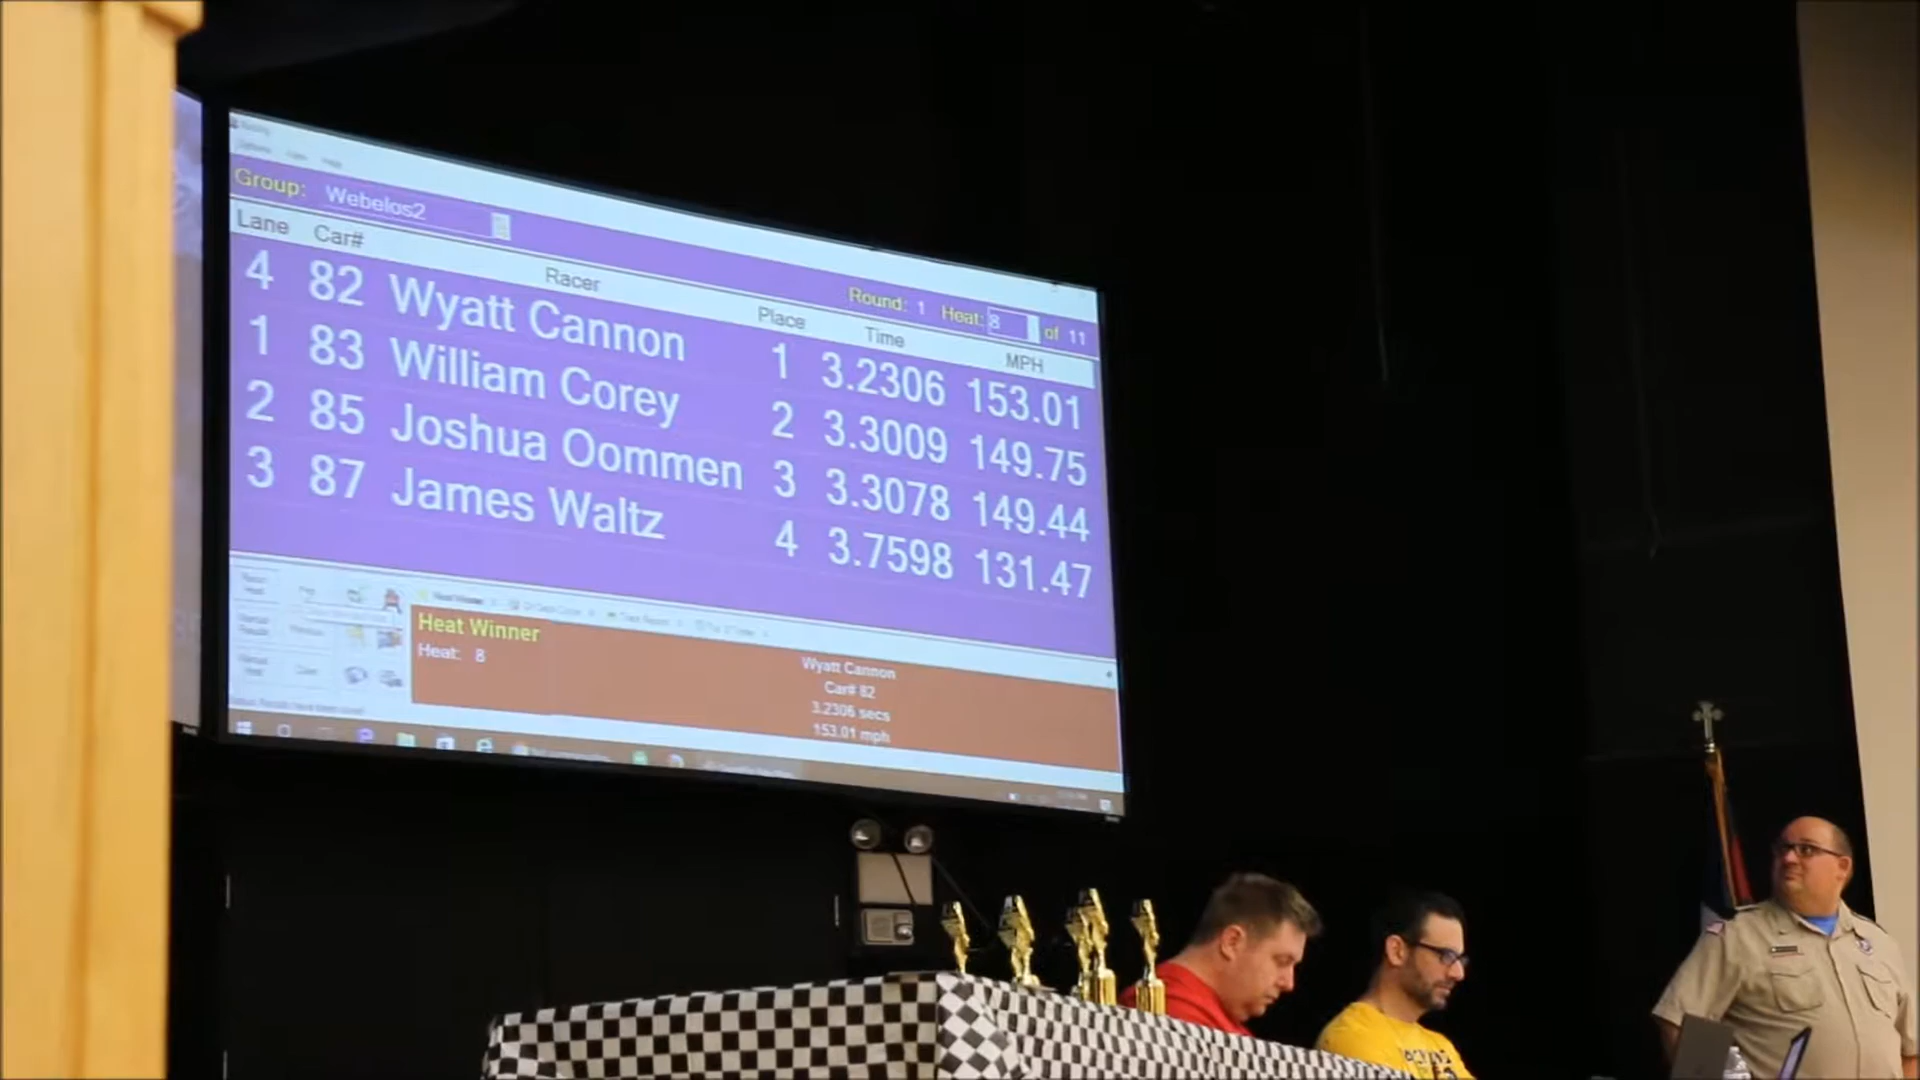 Group: Webelos2
Round: 1 Heat: 8 of 11
Lane Car# Racer Place Time MPH
4 82 Wyatt Cannon 1 3.2306 153.01
1 83 William Corey 2 3.3009 149.75
2 85 Joshua Oommen 3 3.3078 149.44
3 87 James Waltz 4 3.7598 131.47
Heat Winner
Heat: 8
Wyatt Cannon
Car# 82
3.2306 secs
153.01 mph